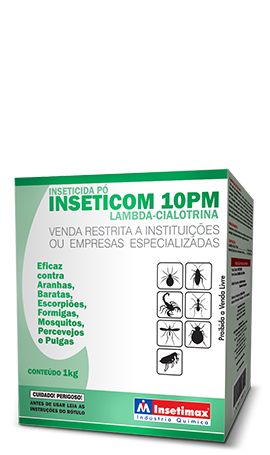 INSETICIDA PÓ
INSETICOM 10PM
LAMBDA-CIALOTRINA
VENDA RESTRITA A INSTITUIÇÕES
OU EMPRESAS ESPECIALIZADAS
Eficaz
contra
Aranhas,
Baratas,
Escorpiões,
Formigas,
Mosquitos,
Percevejos
e Pulgas
Proibida a Venda Livre
CONTEÚDO 1kg
CUIDADO! PERIGOSO!
ANTES DE USAR LEIA AS
INSTRUÇÕES DO RÓTULO
Insetimax
Indústria Química